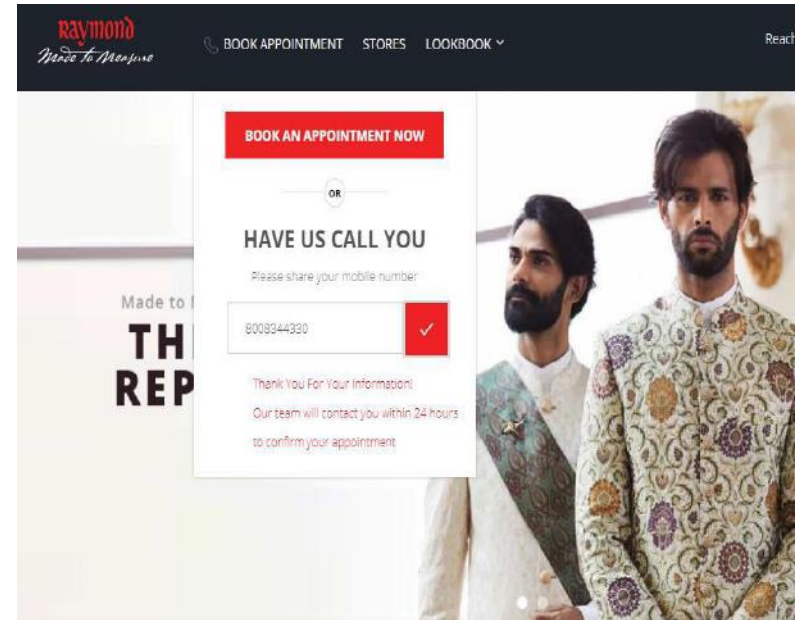 Raymond
Made to Measure
BOOK APPOINTMENT STORES LOOKBOOK
Reach
BOOK AN APPOINTMENT NOW
OR
HAVE US CALL YOU
Please share your mobile number
8008344330
Thank You For Your Information!
Our team will contact you within 24 hours
to confirm your appointment
Made to
TH
REP